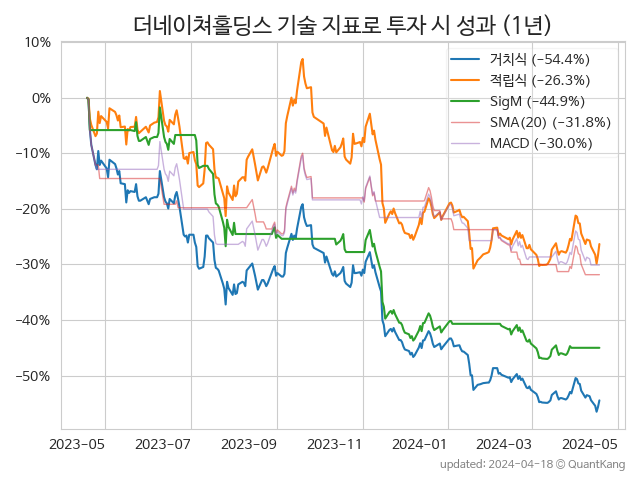 더네이쳐홀딩스 기술 지표로 투자 시 성과 (1년)
10%
0%
−10%
−20%
−30%
−40%
−50%
거치식 (−54.4%)
적립식 (−26.3%)
SigM (−44.9%)
SMA(20) (−31.8%)
MACD (−30.0%)
2023−05
2023−07
2023−09
2023−11
2024−01
2024−03
2024−05
updated: 2024−04−18 ⓒ QuantKang